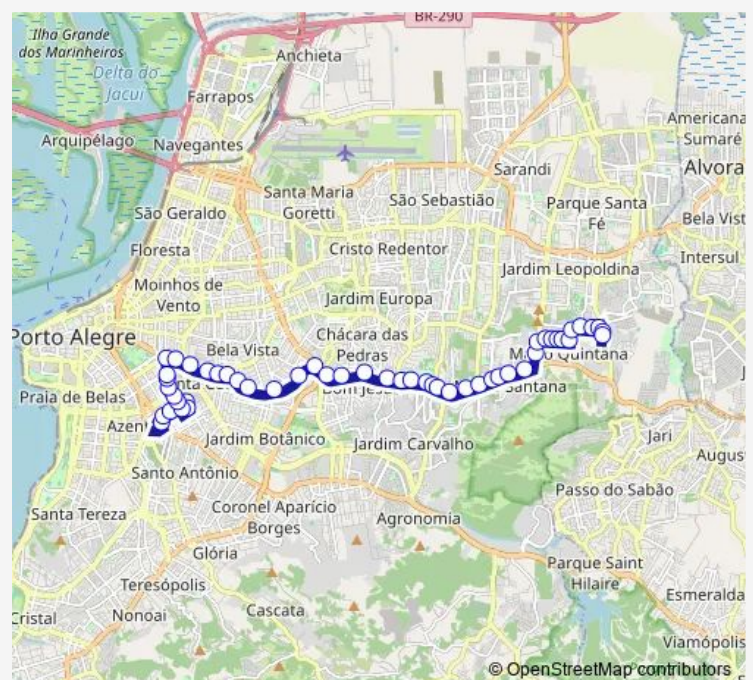 BR-290
Ilha Grande
dos Marinheiros
Anchieta
Delta do
Jacuí
Farrapos
Americana
Sumaré
Arquipélago
Navegantes
Sarandi
Alvora
Santa Maria
Goretti
São Sebastião
Parque Santa
Fé
São Geraldo
Bela Vist
Floresta
Cristo Redentor
Intersul
Jardim Leopoldina
Moinhos de
Vento
Jardim Europa
Porto Alegre
Chácara das
Pedras
Bela Vista
Mário Quintana
Praia de Belas
Santana
Azen
Jardim Botânico
Jardim Carvalho
Jari
Augus
Santo Antônio
Passo do Sabão
Santa Tereza
Coronel Aparício
Borges
Agronomia
Glória
Parque Saint
Hilaire
Teresópolis
Esmeralda
Cristal
Nonoai
Cascata
Viamópolis
© OpenStreetMap contributors